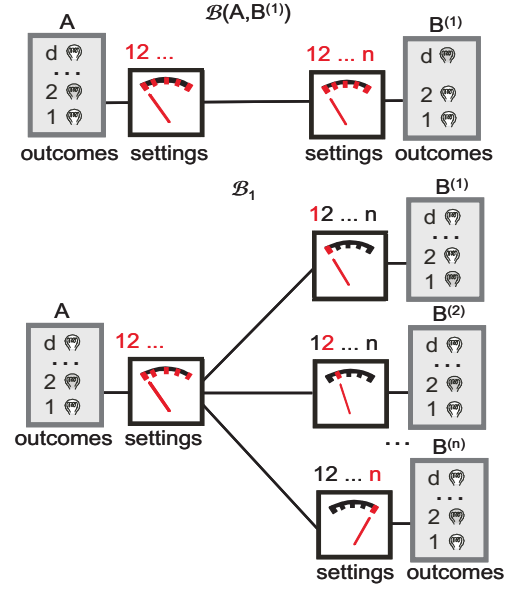 ℬ(A,B⁽¹⁾)
A
B⁽¹⁾
12 ...
12 ... n
d
...
2
1
d
2
1
outcomes settings
settings outcomes
ℬ₁
B⁽¹⁾
12 ... n
d
...
2
1
A
12 ...
d
...
2
1
outcomes settings
B⁽²⁾
12 ... n
d
...
2
1
...
B⁽ⁿ⁾
12 ... n
d
...
2
1
settings outcomes